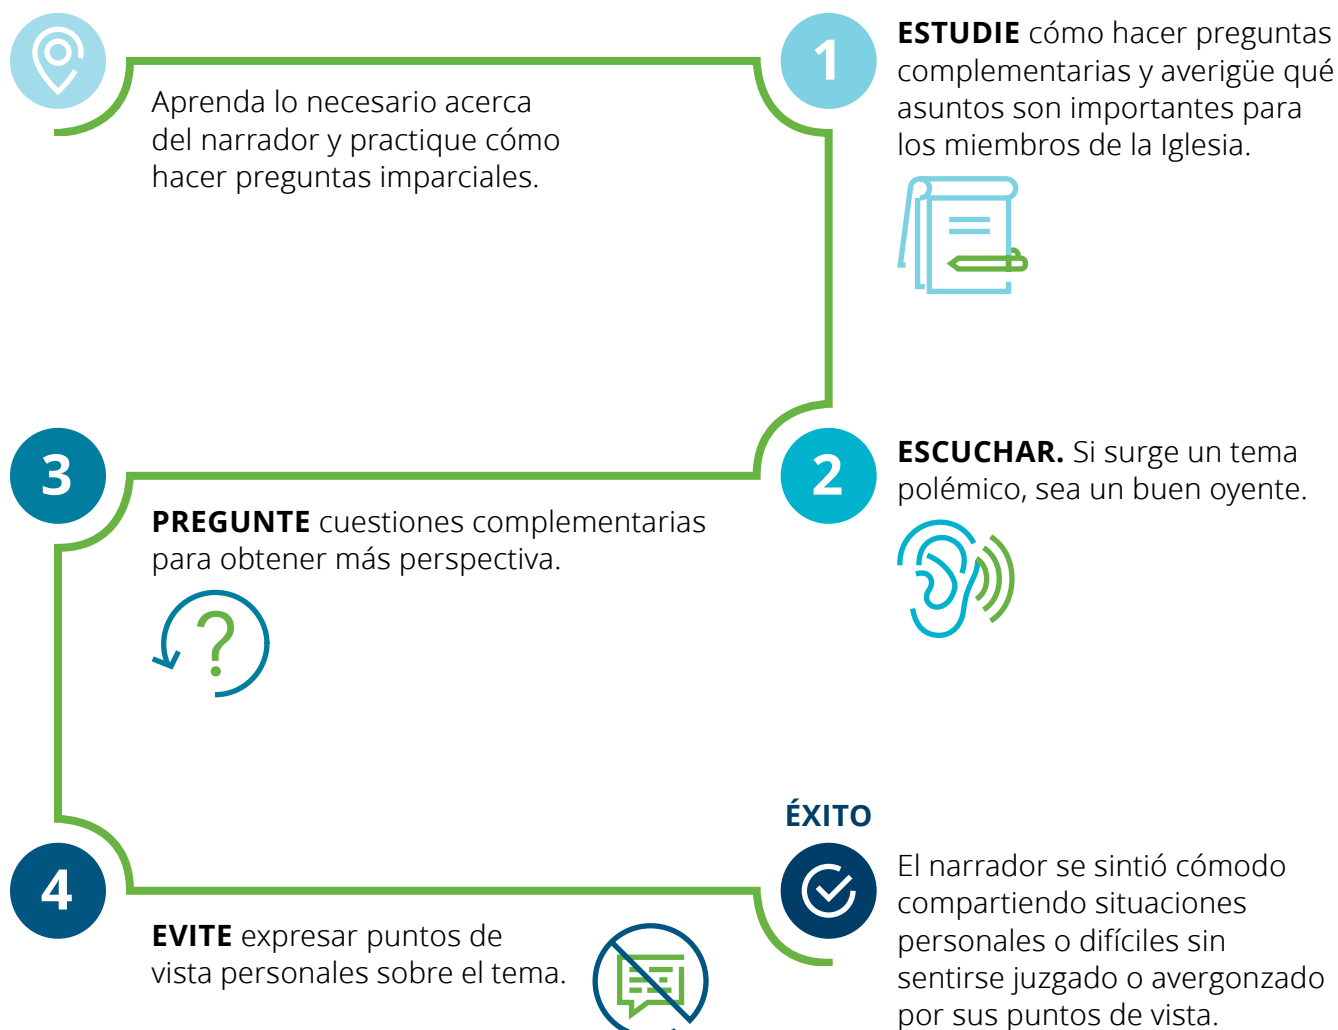 Aprenda lo necesario acerca
del narrador y practique cómo
hacer preguntas imparciales.
1
ESTUDIE cómo hacer preguntas
complementarias y averigüe qué
asuntos son importantes para
los miembros de la Iglesia.
2
ESCUCHAR. Si surge un tema
polémico, sea un buen oyente.
3
PREGUNTE cuestiones complementarias
para obtener más perspectiva.
?
4
EVITE expresar puntos de
vista personales sobre el tema.
ÉXITO
El narrador se sintió cómodo
compartiendo situaciones
personales o difíciles sin
sentirse juzgado o avergonzado
por sus puntos de vista.